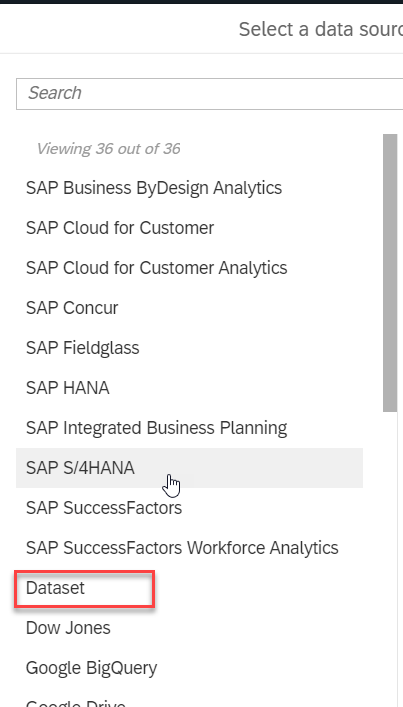 Select a data sourc
Search
Viewing 36 out of 36
SAP Business ByDesign Analytics
SAP Cloud for Customer
SAP Cloud for Customer Analytics
SAP Concur
SAP Fieldglass
SAP HANA
SAP Integrated Business Planning
SAP S/4HANA
SAP SuccessFactors
SAP SuccessFactors Workforce Analytics
Dataset
Dow Jones
Google BigQuery
Google Drive